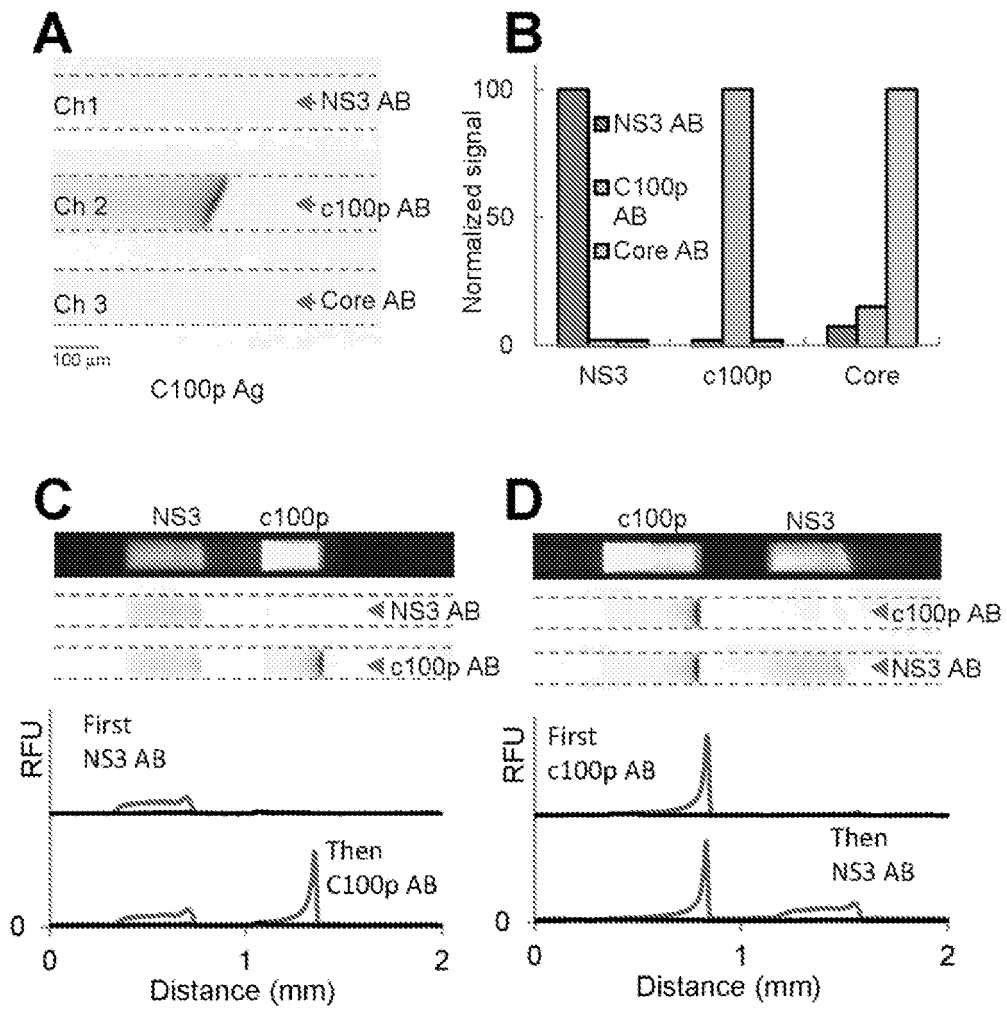 A
Ch1
NS3 AB
Ch 2
c100p AB
Ch 3
Core AB
100 µm
C100p Ag
B
Normalized signal
100
50
0
NS3 AB
C100p
AB
Core AB
NS3
c100p
Core
C
NS3
c100p
NS3 AB
c100p AB
RFU
First
NS3 AB
Then
C100p AB
0
0
1
2
Distance (mm)
D
c100p
NS3
c100p AB
NS3 AB
RFU
First
c100p AB
Then
NS3 AB
0
0
1
2
Distance (mm)